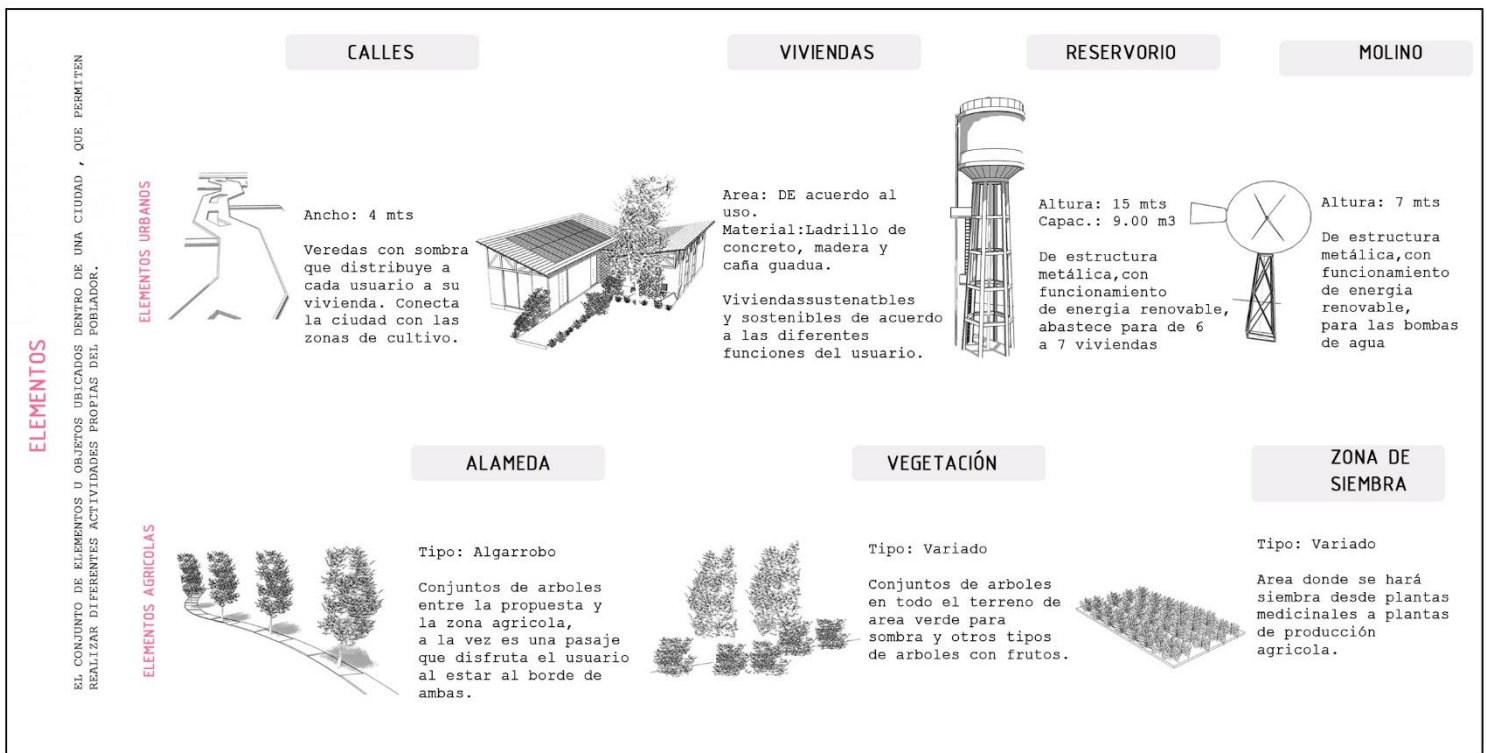 ELEMENTOS
EL CONJUNTO DE ELEMENTOS U OBJETOS UBICADOS DENTRO DE UNA CIUDAD , QUE PERMITEN
REALIZAR DIFERENTES ACTIVIDADES PROPIAS DEL POBLADOR.
ELEMENTOS URBANOS
CALLES
Ancho: 4 mts
Veredas con sombra
que distribuye a
cada usuario a su
vivienda. Conecta
la ciudad con las
zonas de cultivo.
VIVIENDAS
Area: DE acuerdo al
uso.
Material:Ladrillo de
concreto, madera y
caña guadua.
Viviendassustenatbles
y sostenibles de acuerdo
a las diferentes
funciones del usuario.
RESERVORIO
Altura: 15 mts
Capac.: 9.00 m3
De estructura
metálica,con
funcionamiento
de energia renovable,
abastece para de 6
a 7 viviendas
MOLINO
Altura: 7 mts
De estructura
metálica,con
funcionamiento
de energia
renovable,
para las bombas
de agua
ELEMENTOS AGRICOLAS
ALAMEDA
Tipo: Algarrobo
Conjuntos de arboles
entre la propuesta y
la zona agricola,
a la vez es una pasaje
que disfruta el usuario
al estar al borde de
ambas.
VEGETACIÓN
Tipo: Variado
Conjuntos de arboles
en todo el terreno de
area verde para
sombra y otros tipos
de arboles con frutos.
ZONA DE
SIEMBRA
Tipo: Variado
Area donde se hará
siembra desde plantas
medicinales a plantas
de producción
agricola.